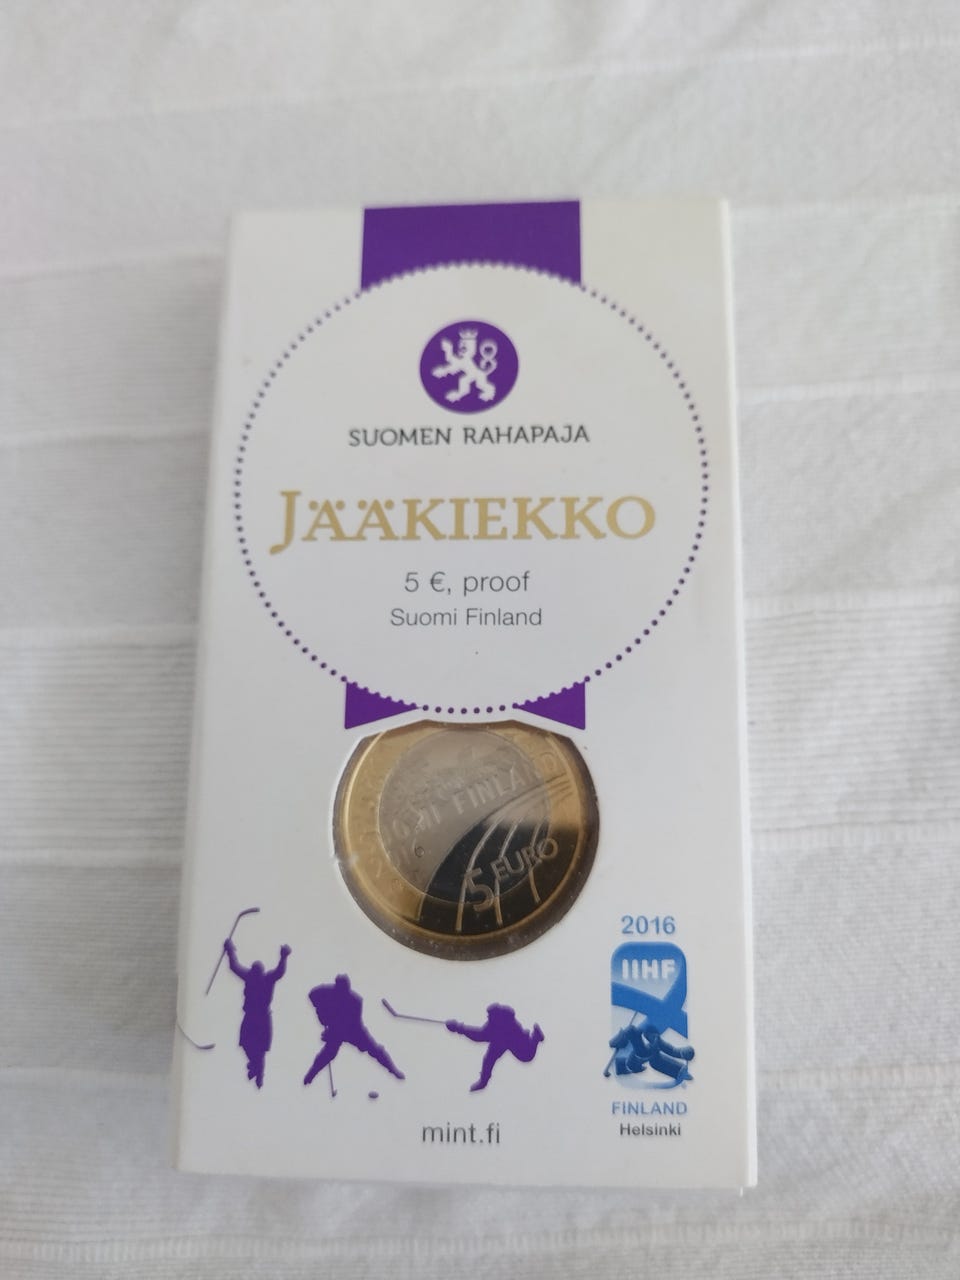 SUOMEN RAHAPAJA
JÄÄKIEKKO
5 €, proof
Suomi Finland
FINLAND
5 EURO
2016
IIHF
FINLAND
Helsinki
mint.fi